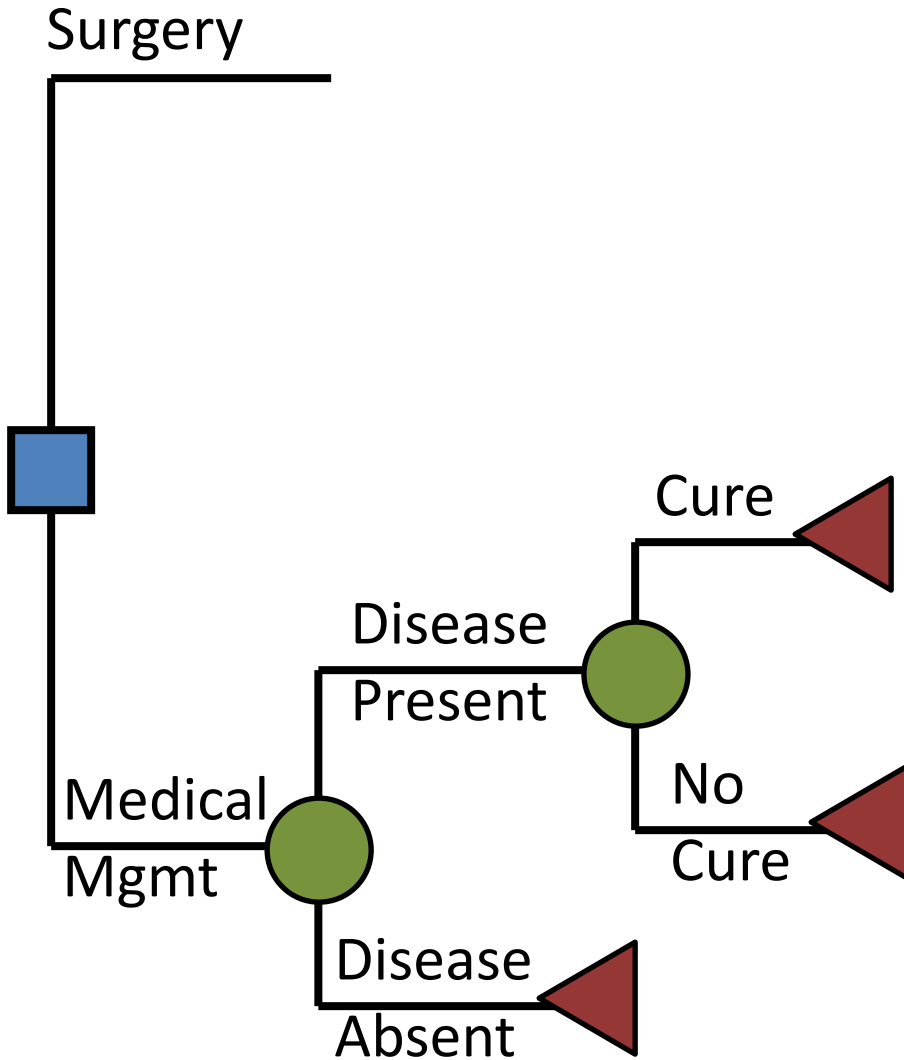 Surgery
Cure
Disease
Present
No
Cure
Medical
Mgmt
Disease
Absent